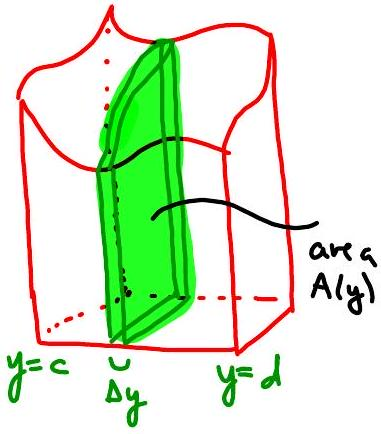 area
A(y)
y=c
Δy
y=d